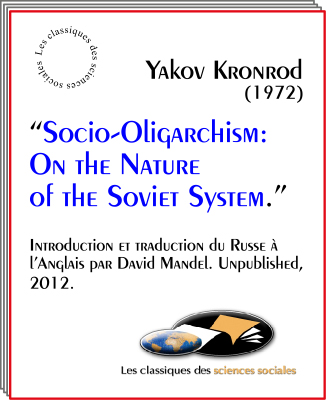 Les classiques des sciences sociales
Yakov Kronrod
(1972)
“Socio-Oligarchism:
On the Nature
of the Soviet System.”
Introduction et traduction du Russe à
l’Anglais par David Mandel. Unpublished,
2012.
Les classiques des sciences sociales